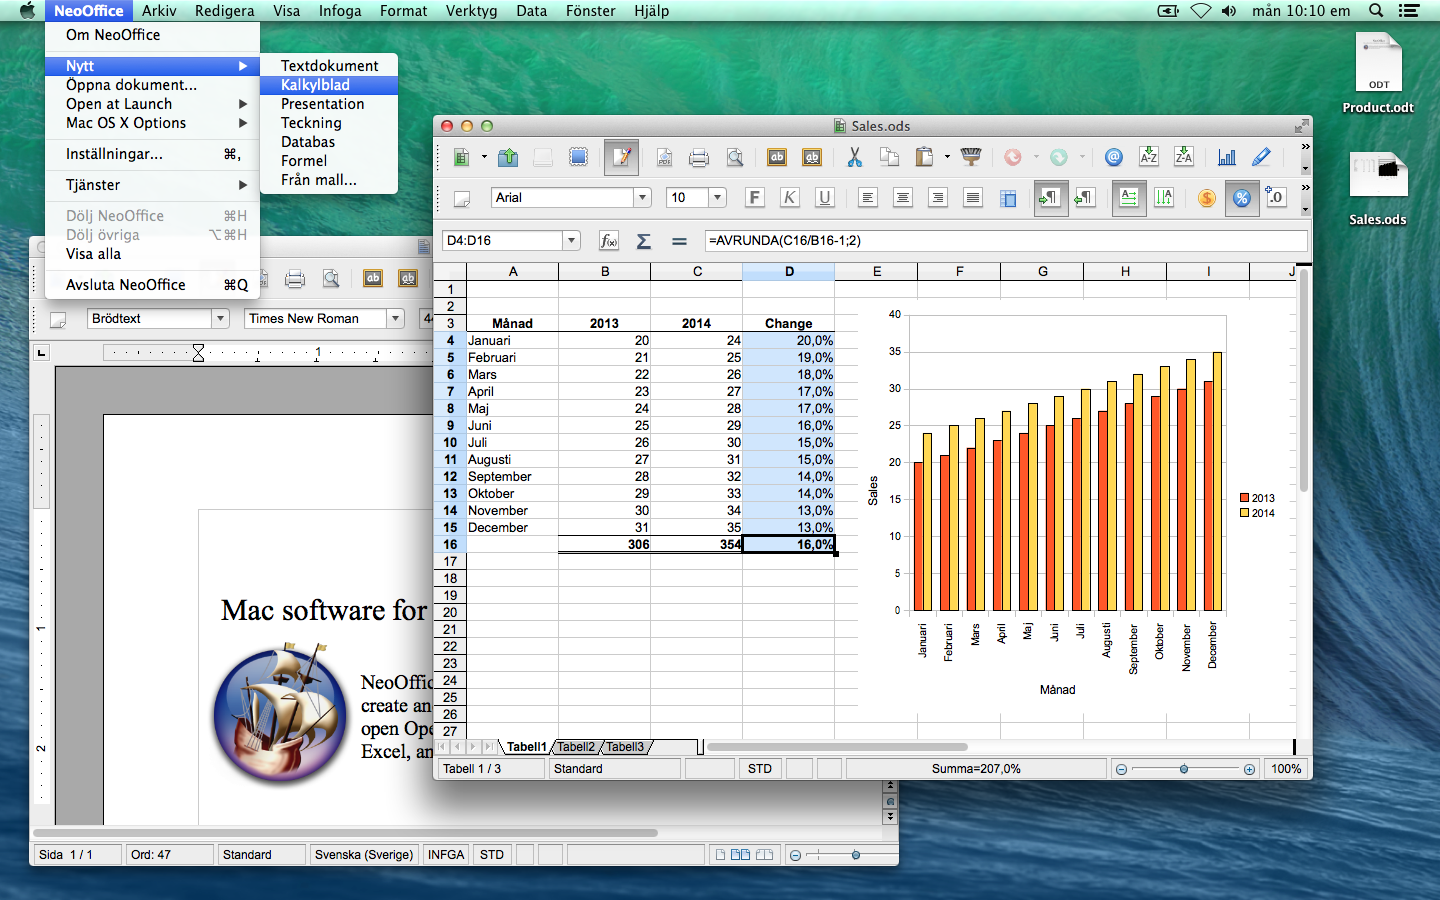 NeoOffice Arkiv Redigera Visa Infoga Format Verktyg Data Fönster Hjälp mån 10:10 em
Om NeoOffice
Nytt
Öppna dokument...
Open at Launch
Mac OS X Options
Inställningar... ⌘,
Tjänster
Dölj NeoOffice ⌘H
Dölj övriga ⌥⌘H
Visa alla
Avsluta NeoOffice ⌘Q
Textdokument
Kalkylblad
Presentation
Teckning
Databas
Formel
Från mall...
ODT
Product.odt
Sales.ods
Sales.ods
Arial 10 F K U
D4:D16 =AVRUNDA(C16/B16-1;2)
A B C D E F G H I J
1
2
3 Månad 2013 2014 Change
4 Januari 20 24 20,0%
5 Februari 21 25 19,0%
6 Mars 22 26 18,0%
7 April 23 27 17,0%
8 Maj 24 28 17,0%
9 Juni 25 29 16,0%
10 Juli 26 30 15,0%
11 Augusti 27 31 15,0%
12 September 28 32 14,0%
13 Oktober 29 33 14,0%
14 November 30 34 13,0%
15 December 31 35 13,0%
16 306 354 16,0%
17
18
19
20
21
22
23
24
25
26
27
40
35
30
25
20
15
10
5
0
Sales
Januari Februari Mars April Maj Juni Juli Augusti September Oktober November December
Månad
2013
2014
Tabell1 Tabell2 Tabell3
Tabell 1 / 3 Standard STD Summa=207,0% 100%
Brödtext Times New Roman
1
1
2
Mac software for
NeoOffic
create an
open Ope
Excel, an
Sida 1 / 1 Ord: 47 Standard Svenska (Sverige) INFGA STD